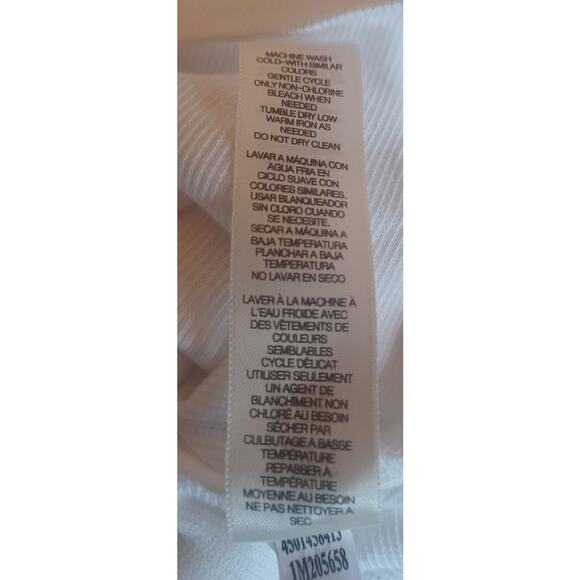 MACHINE WASH
COLD-WITH SIMILAR
COLORS
GENTLE CYCLE
ONLY NON-CHLORINE
BLEACH WHEN
NEEDED
TUMBLE DRY LOW
WARM IRON AS
NEEDED
DO NOT DRY CLEAN
LAVAR A MÁQUINA CON
AGUA FRIA EN
CICLO SUAVE CON
COLORES SIMILARES.
USAR BLANQUEADOR
SIN CLORO CUANDO
SE NECESITE.
SECAR A MÁQUINA A
BAJA TEMPERATURA
PLANCHAR A BAJA
TEMPERATURA
NO LAVAR EN SECO
LAVER À LA MACHINE À
L'EAU FROIDE AVEC
DES VÊTEMENTS DE
COULEURS
SEMBLABLES
CYCLE DÉLICAT
UTILISER SEULEMENT
UN AGENT DE
BLANCHIMENT NON
CHLORÉ AU BESOIN
SÉCHER PAR
CULBUTAGE À BASSE
TEMPÉRATURE
REPASSER À
TEMPÉRATURE
MOYENNE AU BESOIN
NE PAS NETTOYER A
SEC
4501458413
1M205658